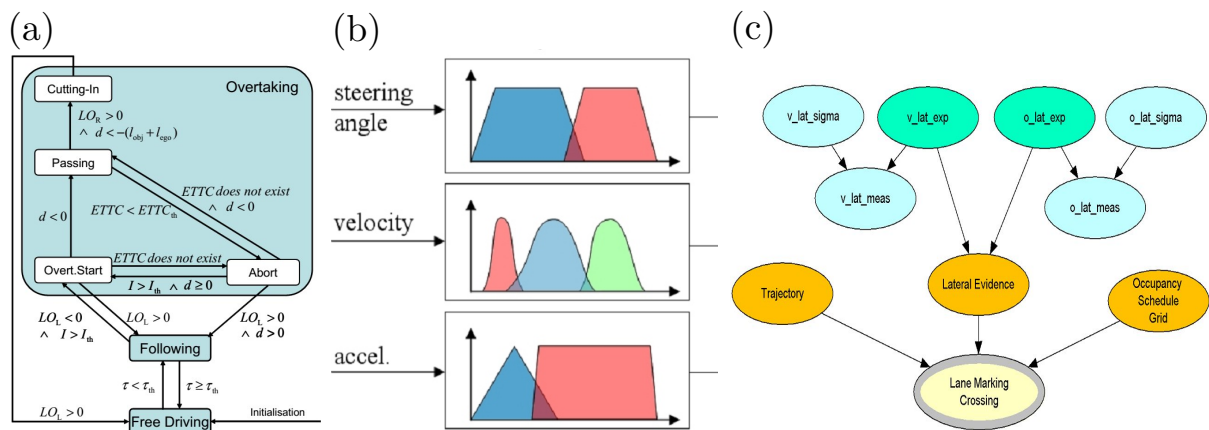 (a)
Overtaking
Cutting-In
LO_R > 0
∧ d < −(l_obj + l_ego)
Passing
ETTC does not exist
∧ d < 0
ETTC < ETTC_th
d < 0
ETTC does not exist
Overt.Start
Abort
I > I_th ∧ d ≥ 0
LO_L < 0
∧ I > I_th
LO_L > 0
LO_L > 0
∧ d > 0
Following
τ < τ_th
τ ≥ τ_th
LO_L > 0
Initialisation
Free Driving
(b)
steering
angle
velocity
accel.
(c)
v_lat_sigma
v_lat_exp
o_lat_exp
o_lat_sigma
v_lat_meas
o_lat_meas
Trajectory
Lateral Evidence
Occupancy
Schedule
Grid
Lane Marking
Crossing